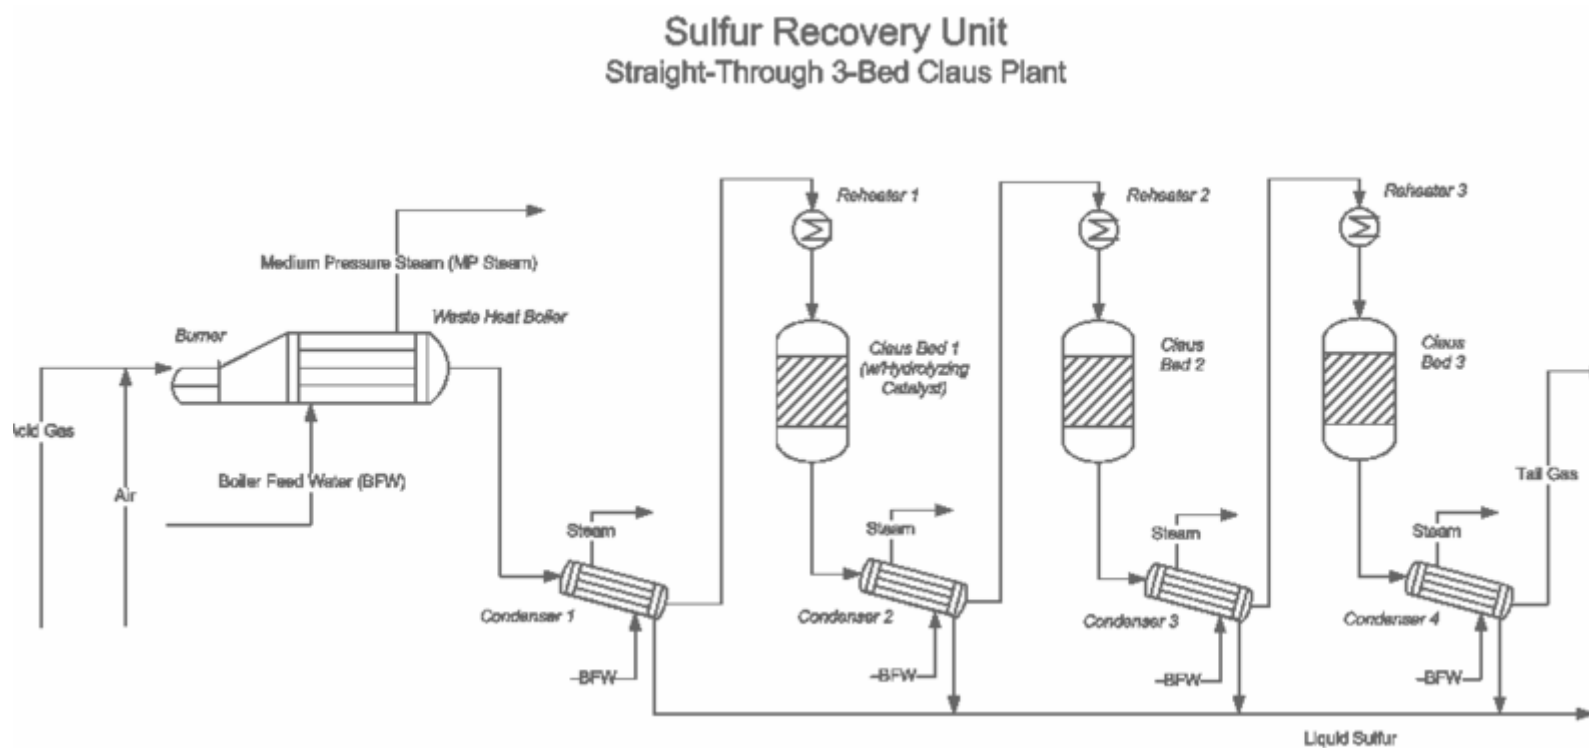 Sulfur Recovery Unit
Straight-Through 3-Bed Claus Plant
Reheater 1
Reheater 2
Reheater 3
Medium Pressure Steam (MP Steam)
Burner
Waste Heat Boiler
Claus Bed 1
(w/Hydrolyzing
Catalyst)
Claus
Bed 2
Claus
Bed 3
Acid Gas
Boiler Feed Water (BFW)
Air
Tail Gas
Steam
Steam
Steam
Steam
Condenser 1
Condenser 2
Condenser 3
Condenser 4
BFW
BFW
BFW
BFW
Liquid Sulfur